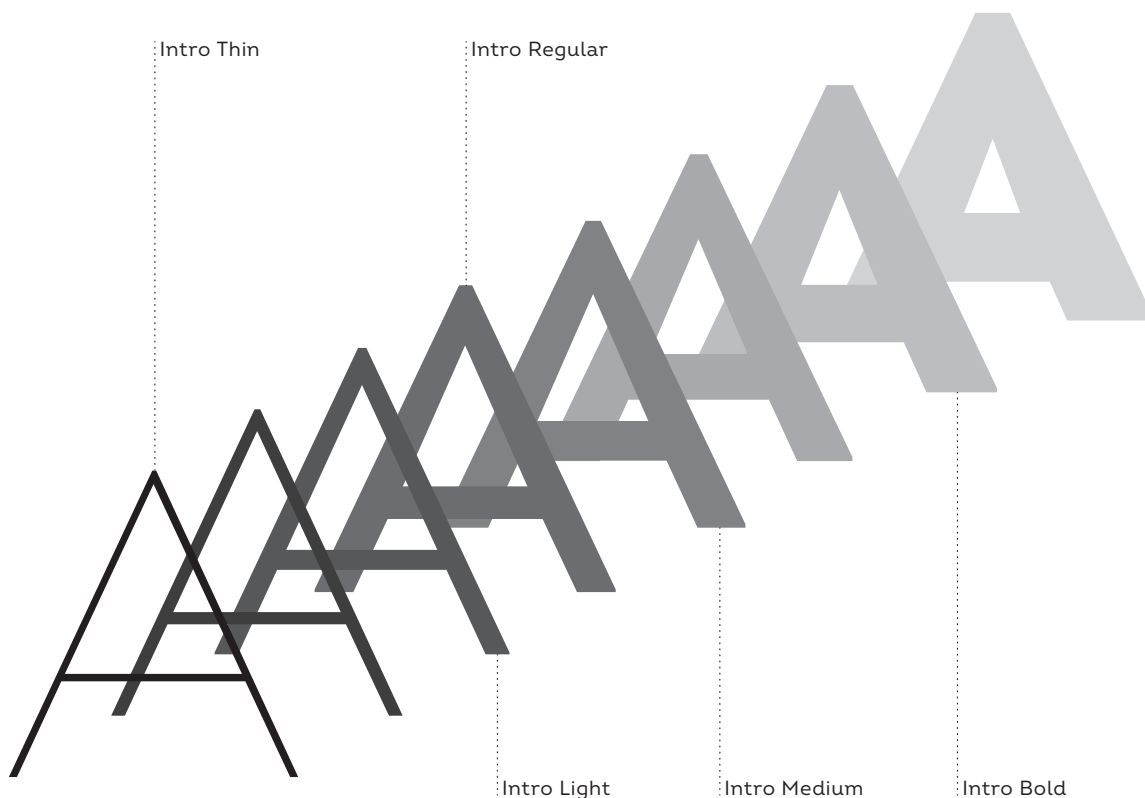 Intro Thin
Intro Regular
A
A
A
A
A
A
A
A
Intro Light
Intro Medium
Intro Bold